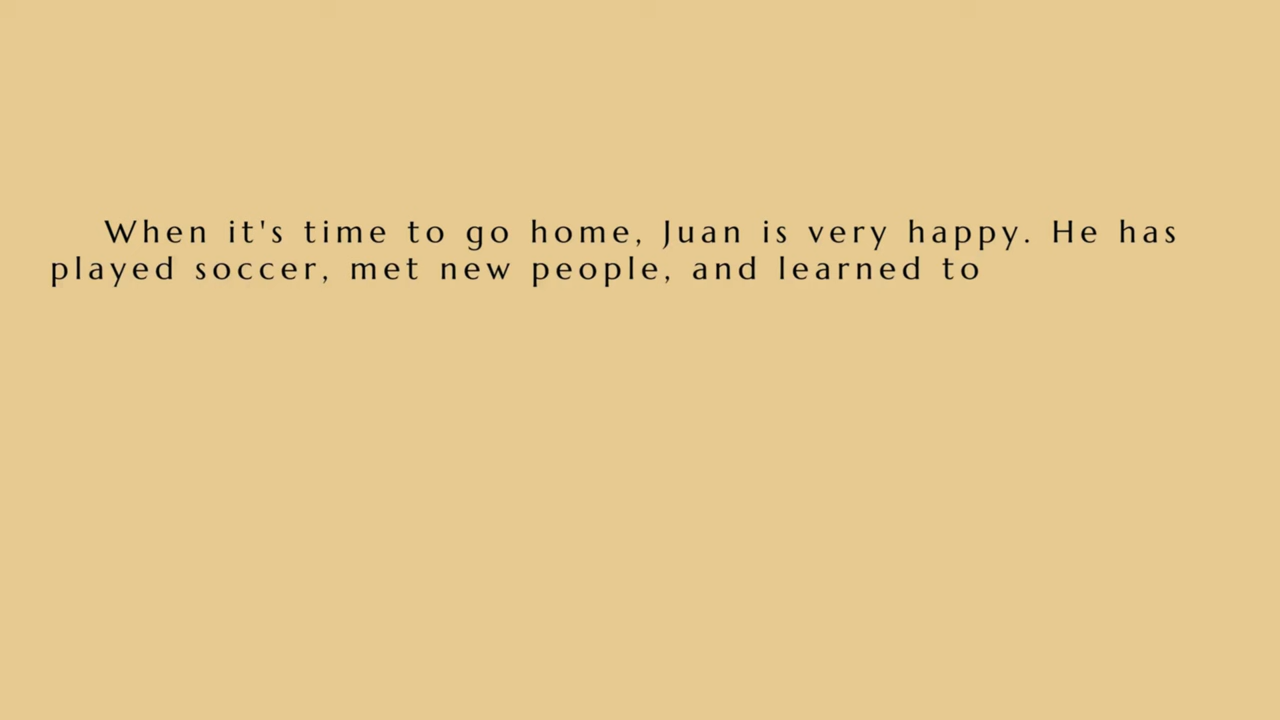 When it's time to go home, Juan is very happy. He has
played soccer, met new people, and learned to